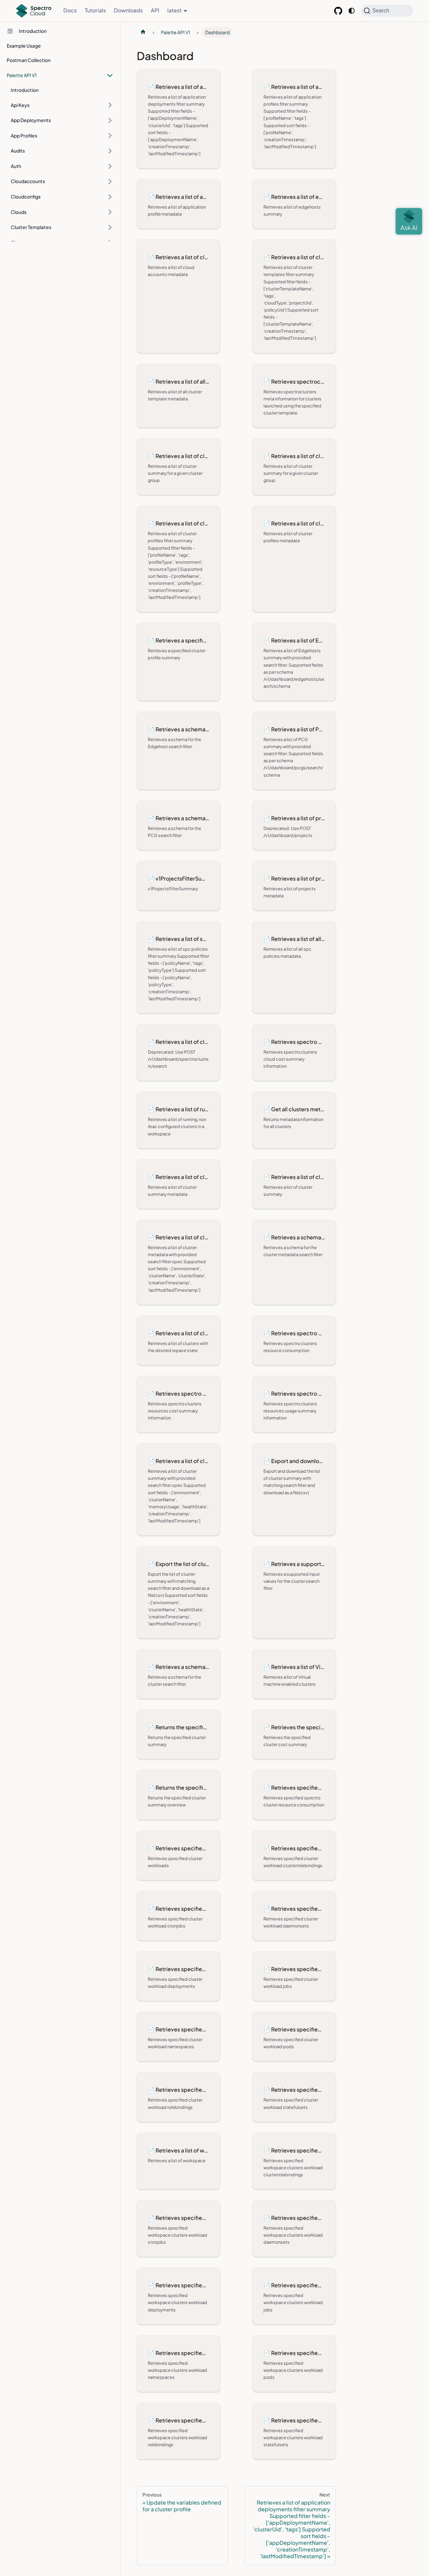 Spectro Cloud
Docs
Tutorials
Downloads
API
latest
Search
Introduction
Example Usage
Postman Collection
Palette API V1
Introduction
Api Keys
App Deployments
App Profiles
Audits
Auth
Cloudaccounts
Cloudconfigs
Clouds
Cluster Templates
Palette API V1
Dashboard
Ask AI
Dashboard
Retrieves a list of a...
Retrieves a list of application
deployments filter summary
Supported filter fields -
['appDeploymentName',
'clusterUid', 'tags'] Supported
sort fields -
['appDeploymentName',
'creationTimestamp',
'lastModifiedTimestamp']
Retrieves a list of a...
Retrieves a list of application
profiles filter summary
Supported filter fields -
['profileName', 'tags']
Supported sort fields -
['profileName',
'creationTimestamp',
'lastModifiedTimestamp']
Retrieves a list of a...
Retrieves a list of application
profile metadata
Retrieves a list of e...
Retrieves a list of edgehosts
summary
Retrieves a list of cl...
Retrieves a list of cloud
accounts metadata
Retrieves a list of cl...
Retrieves a list of cluster
templates filter summary
Supported filter fields -
['clusterTemplateName',
'tags',
'cloudType','projectUid',
'policyUid']Supported sort
fields -
['clusterTemplateName',
'creationTimestamp',
'lastModifiedTimestamp']
Retrieves a list of all...
Retrieves a list of all cluster
template metadata.
Retrieves spectroc...
Retrieves spectroclusters
meta information for clusters
launched using the specified
cluster template.
Retrieves a list of cl...
Retrieves a list of cluster
summary for a given cluster
group
Retrieves a list of cl...
Retrieves a list of cluster
summary for a given cluster
group
Retrieves a list of cl...
Retrieves a list of cluster
profiles filter summary
Supported filter fields -
['profileName', 'tags',
'profileType', 'environment',
'resourceType'] Supported
sort fields - ['profileName',
'environment', 'profileType',
'creationTimestamp',
'lastModifiedTimestamp']
Retrieves a list of cl...
Retrieves a list of cluster
profiles metadata
Retrieves a specifi...
Retrieves a specified cluster
profile summary
Retrieves a list of E...
Retrieves a list of Edgehosts
summary with provided
search filter. Supported fields
as per schema
/v1/dashboard/edgehosts/se
arch/schema
Retrieves a schema...
Retrieves a schema for the
Edgehost search filter
Retrieves a list of P...
Retrieves a list of PCG
summary with provided
search filter. Supported fields
as per schema
/v1/dashboard/pcgs/search/
schema
Retrieves a schema...
Retrieves a schema for the
PCG search filter
Retrieves a list of pr...
Deprecated: Use POST
/v1/dashboard/projects
v1ProjectsFilterSu...
v1ProjectsFilterSummary
Retrieves a list of pr...
Retrieves a list of projects
metadata
Retrieves a list of s...
Retrieves a list of spc policies
filter summary Supported filter
fields -['policyName', 'tags',
'policyType'] Supported sort
fields - ['policyName',
'policyType',
'creationTimestamp',
'lastModifiedTimestamp']
Retrieves a list of all...
Retrieves a list of all spc
policies metadata.
Retrieves a list of cl...
Deprecated: Use POST
/v1/dashboard/spectrocluste
rs/search
Retrieves spectro ...
Retrieves spectro clusters
cloud cost summary
information
Retrieves a list of ru...
Retrieves a list of running, non
rbac configured clusters in a
workspace
Get all clusters met...
Returns metadata information
for all clusters
Retrieves a list of cl...
Retrieves a list of cluster
summary metadata
Retrieves a list of cl...
Retrieves a list of cluster
summary
Retrieves a list of cl...
Retrieves a list of cluster
metadata with provided
search filter spec Supported
sort fields - ['environment',
'clusterName', 'clusterState',
'creationTimestamp',
'lastModifiedTimestamp']
Retrieves a schema...
Retrieves a schema for the
cluster metadata search filter
Retrieves a list of cl...
Retrieves a list of clusters with
the desired repave state
Retrieves spectro ...
Retrieves spectro clusters
resource consumption
Retrieves spectro ...
Retrieves spectro clusters
resources cost summary
information
Retrieves spectro ...
Retrieves spectro clusters
resources usage summary
information
Retrieves a list of cl...
Retrieves a list of cluster
summary with provided
search filter spec Supported
sort fields - ['environment',
'clusterName',
'memoryUsage', 'healthState',
'creationTimestamp',
'lastModifiedTimestamp']
Export and downlo...
Export and download the list
of cluster summary with
matching search filter and
download as a file(csv)
Export the list of clu...
Export the list of cluster
summary with matching
search filter and download as a
file(csv) Supported sort fields
- ['environment',
'clusterName', 'healthState',
'creationTimestamp',
'lastModifiedTimestamp']
Retrieves a support...
Retrieves a supported input
values for the cluster search
filter
Retrieves a schema...
Retrieves a schema for the
cluster search filter
Retrieves a list of Vi...
Retrieves a list of Virtual
machine enabled clusters
Returns the specifi...
Returns the specified cluster
summary
Retrieves the speci...
Retrieves the specified
cluster cost summary
Returns the specifi...
Returns the specified cluster
summary overview
Retrieves specifie...
Retrieves specified spectro
cluster resource consumption
Retrieves specifie...
Retrieves specified cluster
workloads
Retrieves specifie...
Retrieves specified cluster
workload clusterrolebindings
Retrieves specifie...
Retrieves specified cluster
workload cronjobs
Retrieves specifie...
Retrieves specified cluster
workload daemonsets
Retrieves specifie...
Retrieves specified cluster
workload deployments
Retrieves specifie...
Retrieves specified cluster
workload jobs
Retrieves specifie...
Retrieves specified cluster
workload namespaces
Retrieves specifie...
Retrieves specified cluster
workload pods
Retrieves specifie...
Retrieves specified cluster
workload rolebindings
Retrieves specifie...
Retrieves specified cluster
workload statefulsets
Retrieves a list of w...
Retrieves a list of workspace
Retrieves specifie...
Retrieves specified
workspace clusters workload
clusterrolebindings
Retrieves specifie...
Retrieves specified
workspace clusters workload
cronjobs
Retrieves specifie...
Retrieves specified
workspace clusters workload
daemonsets
Retrieves specifie...
Retrieves specified
workspace clusters workload
deployments
Retrieves specifie...
Retrieves specified
workspace clusters workload
jobs
Retrieves specifie...
Retrieves specified
workspace clusters workload
namespaces
Retrieves specifie...
Retrieves specified
workspace clusters workload
pods
Retrieves specifie...
Retrieves specified
workspace clusters workload
rolebindings
Retrieves specifie...
Retrieves specified
workspace clusters workload
statefulsets
Previous
« Update the variables defined
for a cluster profile
Next
Retrieves a list of application
deployments filter summary
Supported filter fields -
['appDeploymentName',
'clusterUid', 'tags'] Supported
sort fields -
['appDeploymentName',
'creationTimestamp',
'lastModifiedTimestamp'] »